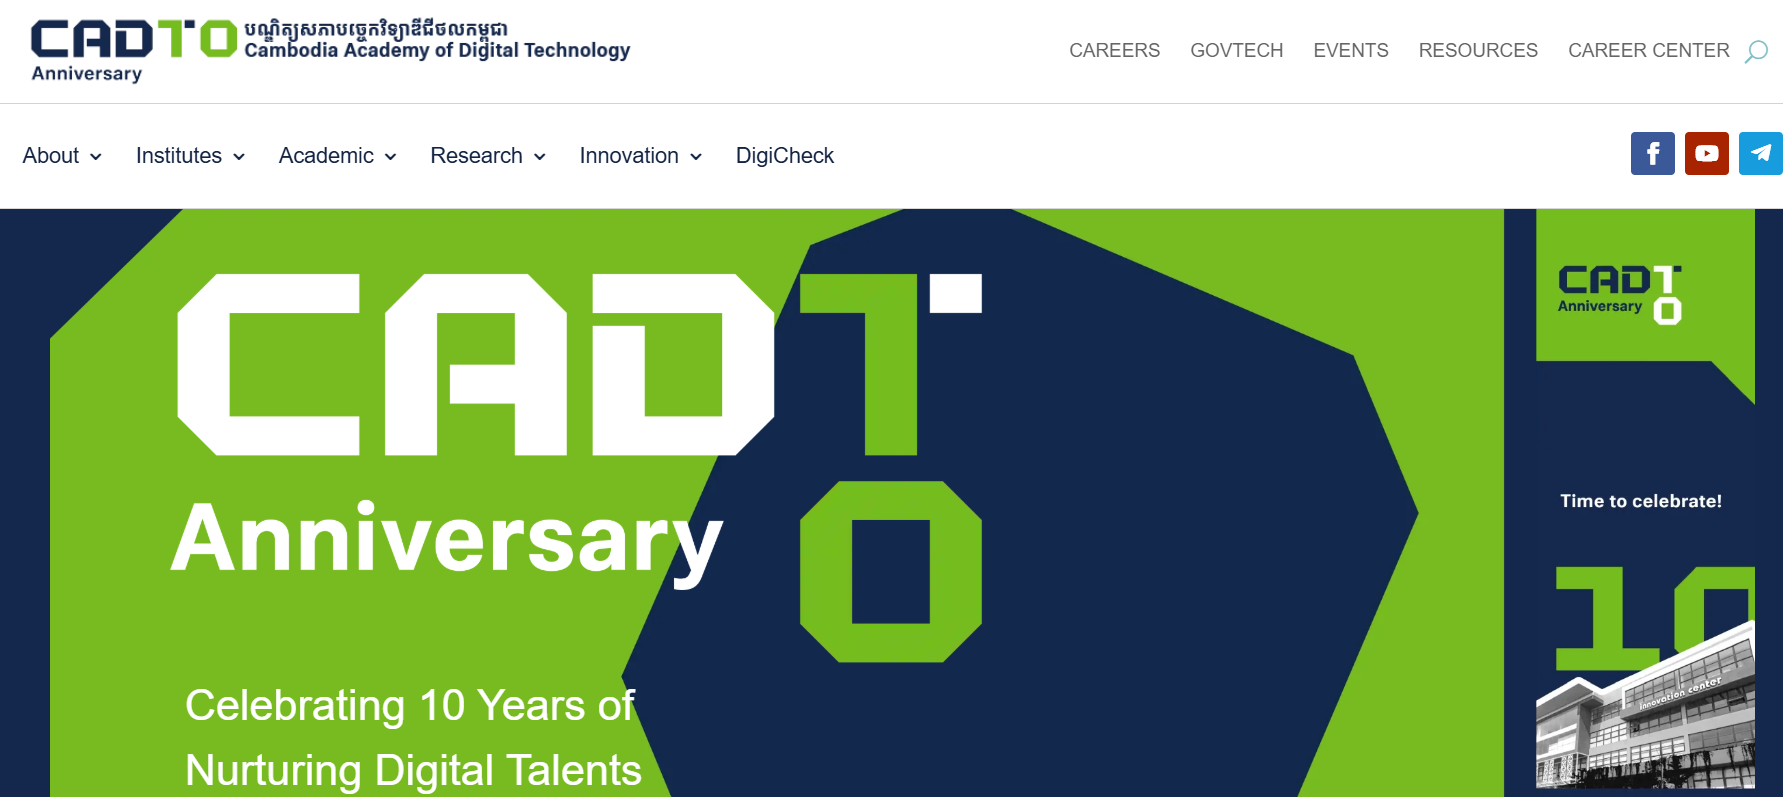 CADT10 បណ្ឌិត្យសភាបច្ចេកវិទ្យាឌីជីថលកម្ពុជា
Cambodia Academy of Digital Technology
Anniversary
CAREERS GOVTECH EVENTS RESOURCES CAREER CENTER
About Institutes Academic Research Innovation DigiCheck
CADT
10
Anniversary
Celebrating 10 Years of
Nurturing Digital Talents
CADT
10
Anniversary
Time to celebrate!
10
innovation center